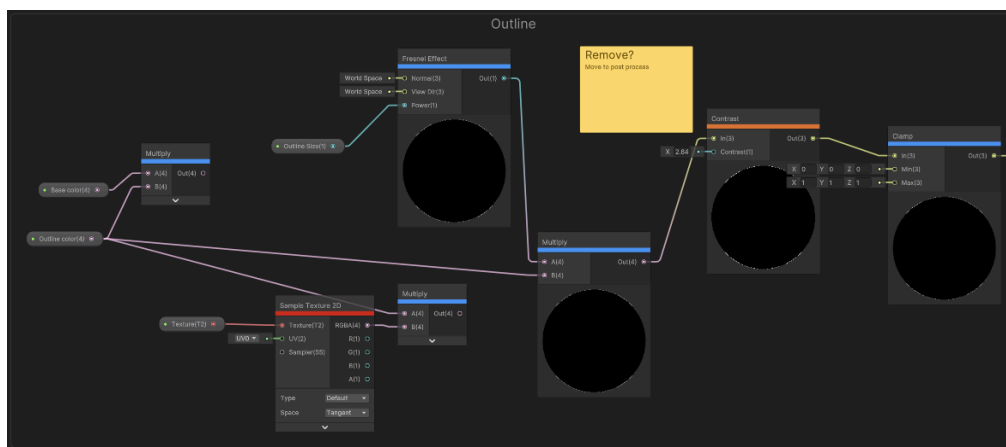 Outline
Fresnel Effect
World Space
Normal(3)
Out(1)
World Space
View Dir(3)
Power(1)
Outline Sins(1)
Remove?
Move to post process
Contrast
In(3)
Out(3)
X 2.64
Contrast(1)
Clamp
In(3)
Out(3)
X 0 Y 0 Z 0
Min(3)
X 1 Y 1 Z 1
Max(3)
Multiply
A(4)
Out(4)
B(4)
Base color(4)
Outline color(4)
Multiply
A(4)
Out(4)
B(4)
Multiply
A(4)
Out(4)
B(4)
Sample Texture 2D
Texture(T2)
Texture(T2)
RGBA(4)
UV0
UV(2)
R(1)
Sampler(SS)
G(1)
B(1)
A(1)
Type
Default
Space
Tangent